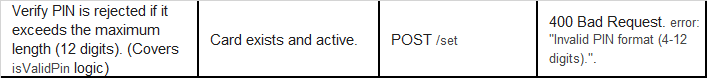 Verify PIN is rejected if it
exceeds the maximum
length (12 digits). (Covers
isValidPin logic)
Card exists and active.
POST /set
400 Bad Request. error:
"Invalid PIN format (4-12
digits).".